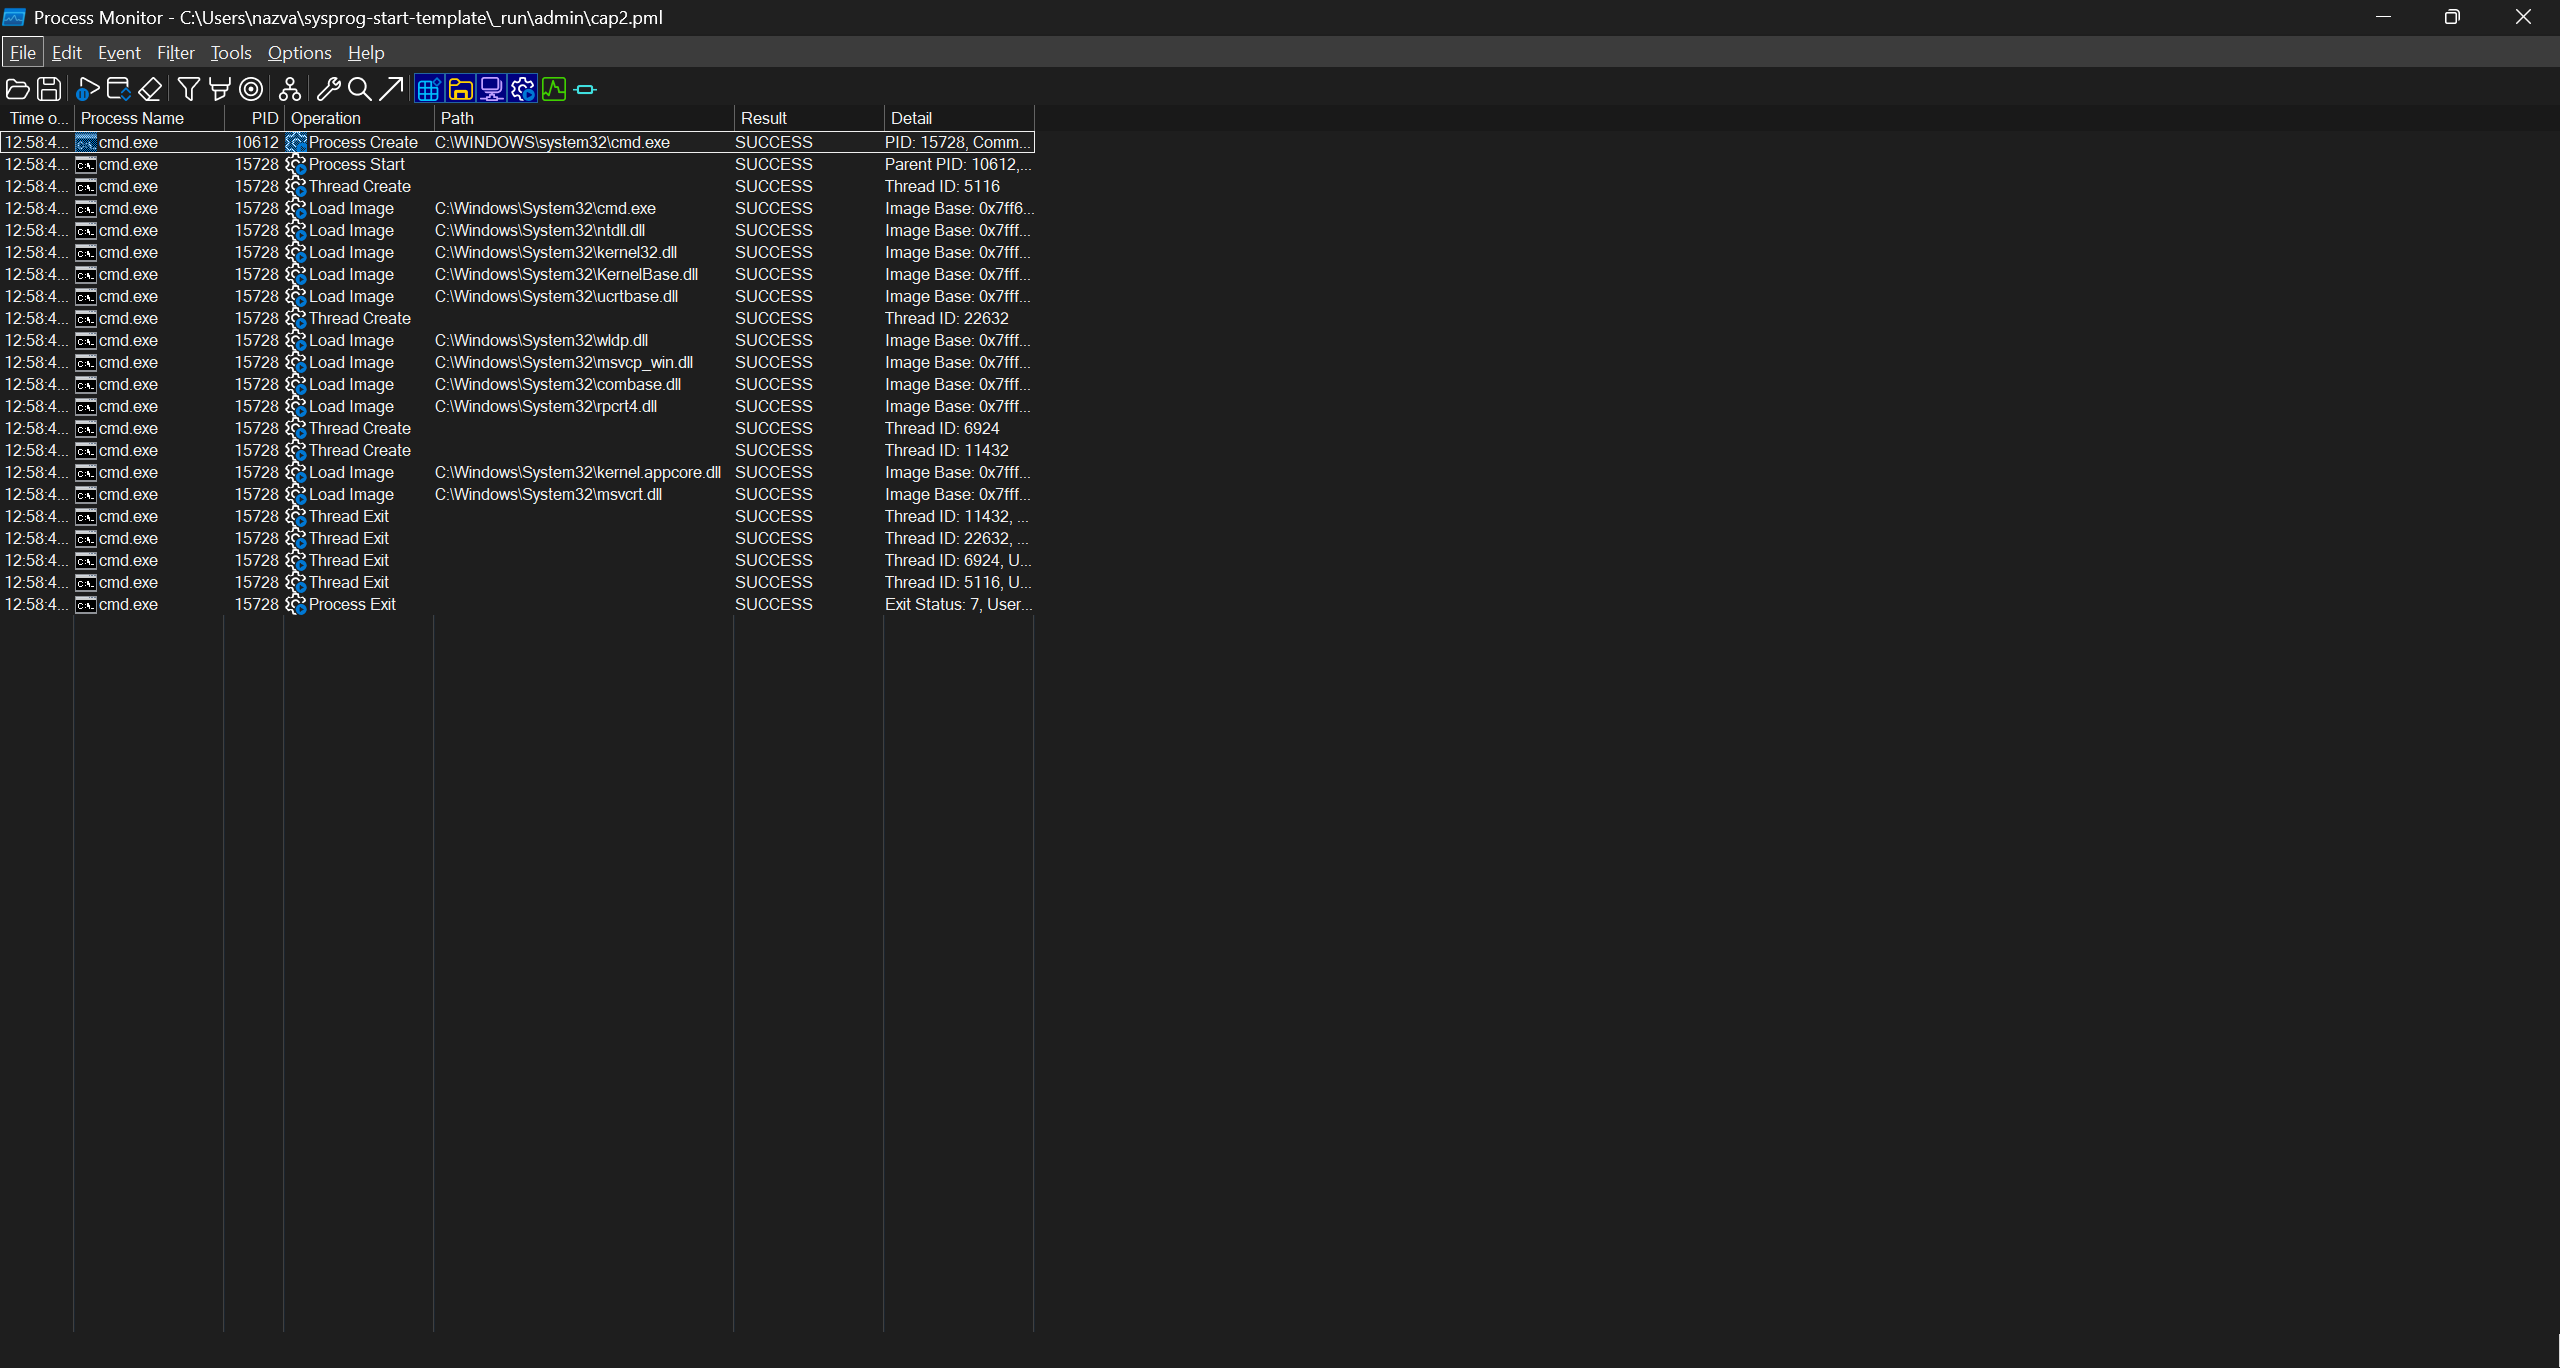 Process Monitor - C:\Users\nazva\sysprog-start-template\_run\admin\cap2.pml
File Edit Event Filter Tools Options Help
Time o... Process Name PID Operation Path Result Detail
12:58:4... cmd.exe 10612 Process Create C:\WINDOWS\system32\cmd.exe SUCCESS PID: 15728, Comm...
12:58:4... cmd.exe 15728 Process Start SUCCESS Parent PID: 10612,...
12:58:4... cmd.exe 15728 Thread Create SUCCESS Thread ID: 5116
12:58:4... cmd.exe 15728 Load Image C:\Windows\System32\cmd.exe SUCCESS Image Base: 0x7ff6...
12:58:4... cmd.exe 15728 Load Image C:\Windows\System32\ntdll.dll SUCCESS Image Base: 0x7fff...
12:58:4... cmd.exe 15728 Load Image C:\Windows\System32\kernel32.dll SUCCESS Image Base: 0x7fff...
12:58:4... cmd.exe 15728 Load Image C:\Windows\System32\KernelBase.dll SUCCESS Image Base: 0x7fff...
12:58:4... cmd.exe 15728 Load Image C:\Windows\System32\ucrtbase.dll SUCCESS Image Base: 0x7fff...
12:58:4... cmd.exe 15728 Thread Create SUCCESS Thread ID: 22632
12:58:4... cmd.exe 15728 Load Image C:\Windows\System32\wldp.dll SUCCESS Image Base: 0x7fff...
12:58:4... cmd.exe 15728 Load Image C:\Windows\System32\msvcp_win.dll SUCCESS Image Base: 0x7fff...
12:58:4... cmd.exe 15728 Load Image C:\Windows\System32\combase.dll SUCCESS Image Base: 0x7fff...
12:58:4... cmd.exe 15728 Load Image C:\Windows\System32\rpcrt4.dll SUCCESS Image Base: 0x7fff...
12:58:4... cmd.exe 15728 Thread Create SUCCESS Thread ID: 6924
12:58:4... cmd.exe 15728 Thread Create SUCCESS Thread ID: 11432
12:58:4... cmd.exe 15728 Load Image C:\Windows\System32\kernel.appcore.dll SUCCESS Image Base: 0x7fff...
12:58:4... cmd.exe 15728 Load Image C:\Windows\System32\msvcrt.dll SUCCESS Image Base: 0x7fff...
12:58:4... cmd.exe 15728 Thread Exit SUCCESS Thread ID: 11432, ...
12:58:4... cmd.exe 15728 Thread Exit SUCCESS Thread ID: 22632, ...
12:58:4... cmd.exe 15728 Thread Exit SUCCESS Thread ID: 6924, U...
12:58:4... cmd.exe 15728 Thread Exit SUCCESS Thread ID: 5116, U...
12:58:4... cmd.exe 15728 Process Exit SUCCESS Exit Status: 7, User...